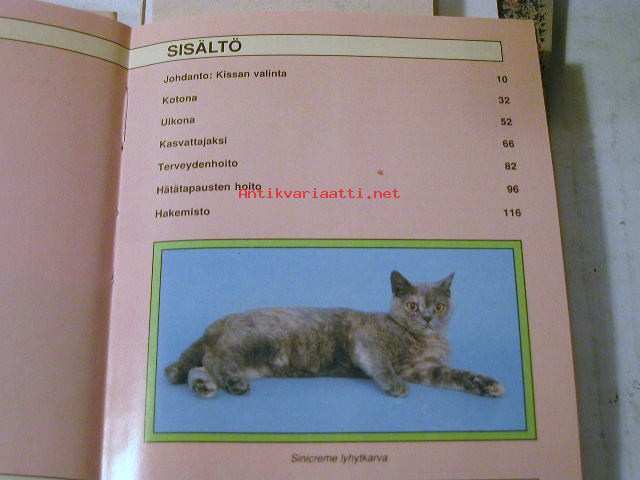 SISÄLTÖ
Johdanto: Kissan valinta 10
Kotona 32
Ulkona 52
Kasvattajaksi 66
Terveydenhoito 82
Hätätapausten hoito 96
Antikvariaatti.net
Hakemisto 116
Sinicreme lyhytkarva